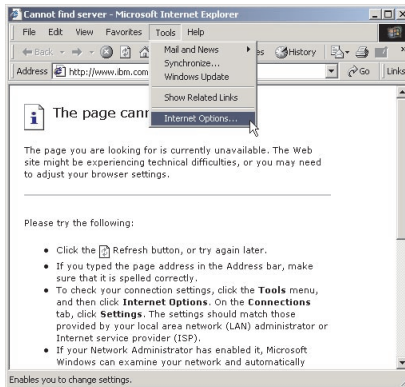 Cannot find server - Microsoft Internet Explorer
File Edit View Favorites Tools Help
Back es History
Address http://www.ibm.com Go Links
Mail and News
Synchronize...
Windows Update
Show Related Links
Internet Options...
The page cann
The page you are looking for is currently unavailable. The Web
site might be experiencing technical difficulties, or you may need
to adjust your browser settings.
Please try the following:
• Click the Refresh button, or try again later.
• If you typed the page address in the Address bar, make
sure that it is spelled correctly.
• To check your connection settings, click the Tools menu,
and then click Internet Options. On the Connections
tab, click Settings. The settings should match those
provided by your local area network (LAN) administrator or
Internet service provider (ISP).
• If your Network Administrator has enabled it, Microsoft
Windows can examine your network and automatically
Enables you to change settings.